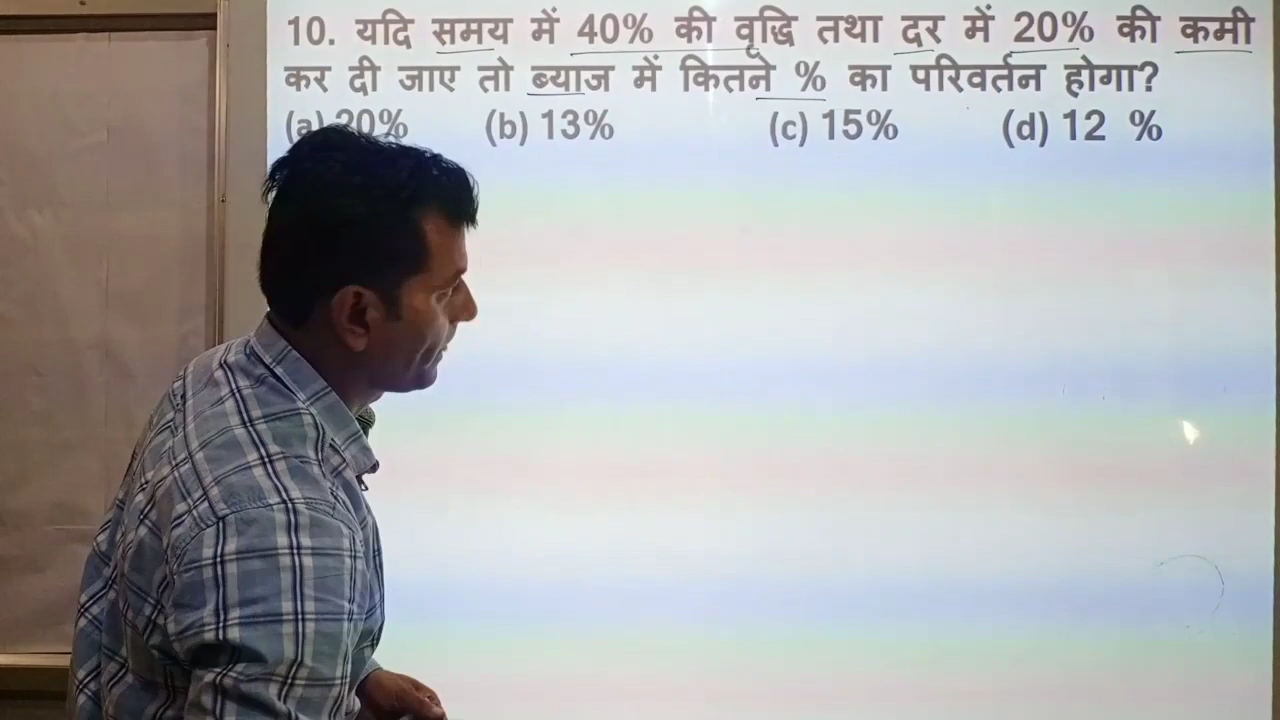 10. यदि समय में 40% की वृद्धि तथा दर में 20% की कमी
कर दी जाए तो ब्याज में कितने % का परिवर्तन होगा?
(a) 20% (b) 13% (c) 15% (d) 12 %